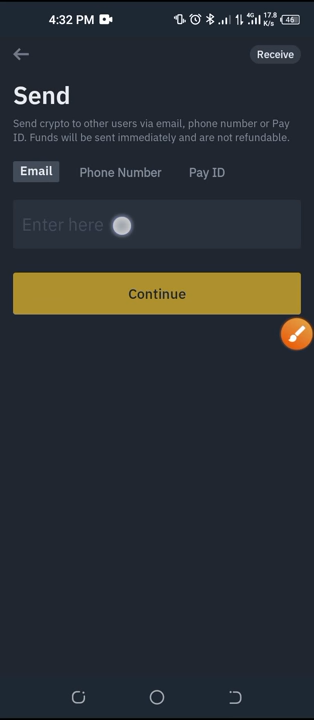 4:32 PM
4G
17.8
K/s
46
Receive
Send
Send crypto to other users via email, phone number or Pay
ID. Funds will be sent immediately and are not refundable.
Email
Phone Number
Pay ID
Enter here
Continue